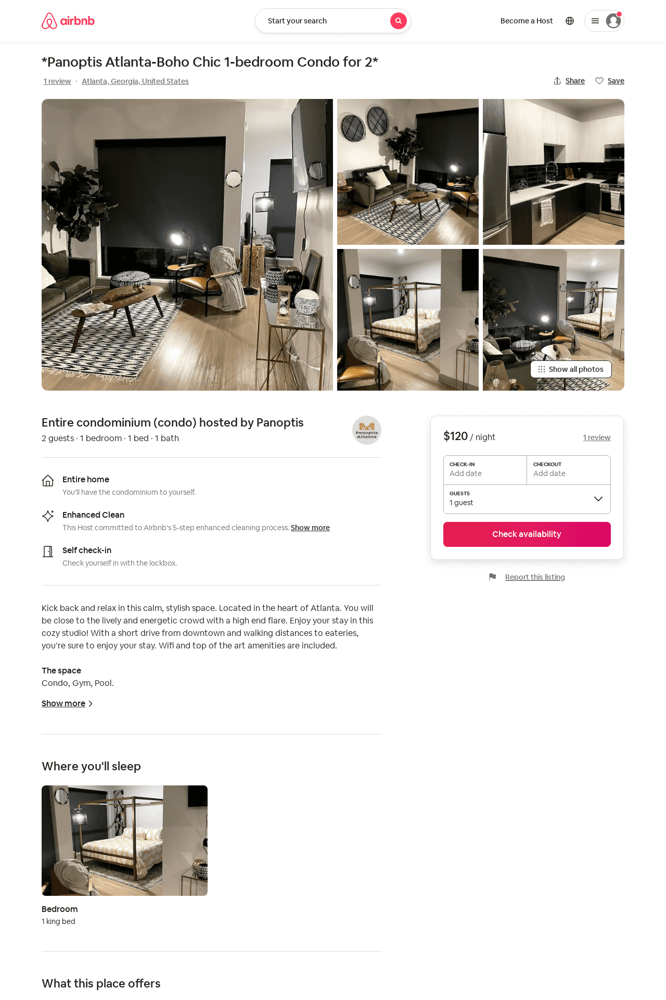 airbnb
Start your search
Become a Host
*Panoptis Atlanta-Boho Chic 1-bedroom Condo for 2*
1 review · Atlanta, Georgia, United States
Share
Save
Show all photos
Entire condominium (condo) hosted by Panoptis
2 guests · 1 bedroom · 1 bed · 1 bath
Panoptis
Atlanta
Entire home
You’ll have the condominium to yourself.
Enhanced Clean
This Host committed to Airbnb's 5-step enhanced cleaning process. Show more
Self check-in
Check yourself in with the lockbox.
$120 / night
1 review
CHECK-IN
Add date
CHECKOUT
Add date
GUESTS
1 guest
Check availability
Report this listing
Kick back and relax in this calm, stylish space. Located in the heart of Atlanta. You will
be close to the lively and energetic crowd with a high end flare. Enjoy your stay in this
cozy studio! With a short drive from downtown and walking distances to eateries,
you’re sure to enjoy your stay. Wifi and top of the art amenities are included.
The space
Condo, Gym, Pool.
Show more
Where you'll sleep
Bedroom
1 king bed
What this place offers